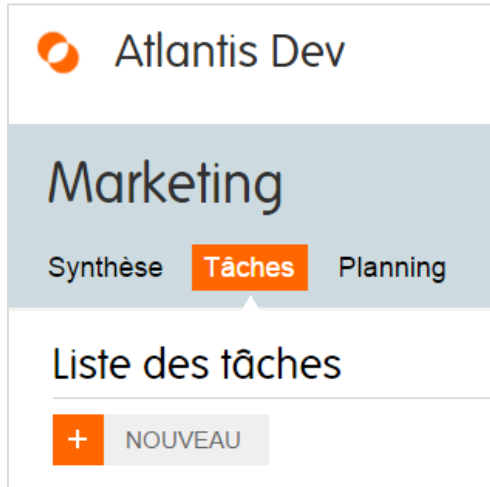 Atlantis Dev
Marketing
Synthèse Tâches Planning
Liste des tâches
+ NOUVEAU